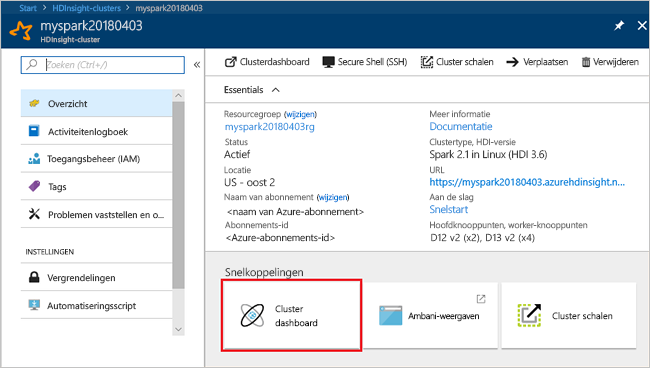 Start > HDInsight-clusters > myspark20180403
myspark20180403
HDInsight-cluster
Zoeken (Ctrl+/)
Overzicht
Activiteitenlogboek
Toegangsbeheer (IAM)
Tags
Problemen vaststellen en o...
INSTELLINGEN
Vergrendelingen
Automatiseringsscript
Clusterdashboard
Secure Shell (SSH)
Cluster schalen
Verplaatsen
Verwijderen
Essentials
Resourcegroep (wijzigen)
myspark20180403rg
Status
Actief
Locatie
US - oost 2
Naam van abonnement (wijzigen)
<naam van Azure-abonnement>
Abonnements-id
<Azure-abonnements-id>
Meer informatie
Documentatie
Clustertype, HDI-versie
Spark 2.1 in Linux (HDI 3.6)
URL
https://myspark20180403.azurehdinsight.n...
Aan de slag
Snelstart
Hoofdknooppunten, worker-knooppunten
D12 v2 (x2), D13 v2 (x4)
Snelkoppelingen
Cluster
dashboard
Ambani-weergaven
Cluster schalen